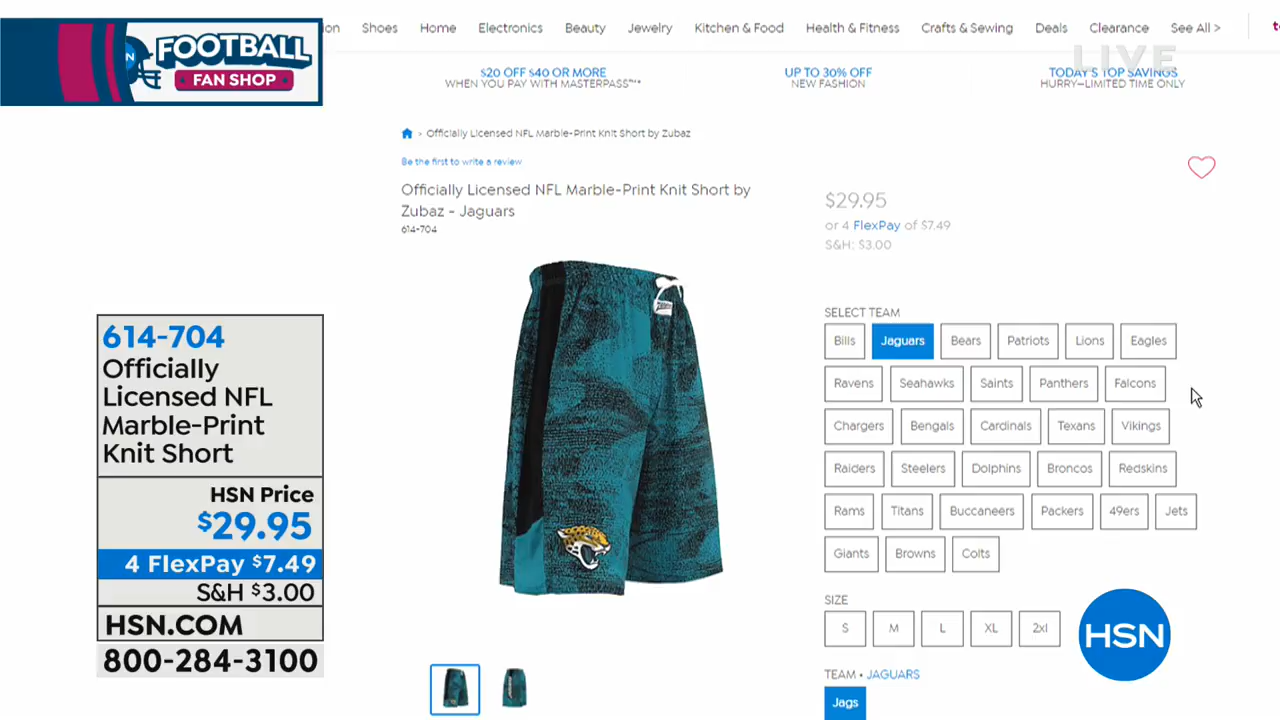 FOOTBALL
FAN SHOP
Shoes Home Electronics Beauty Jewelry Kitchen & Food Health & Fitness Crafts & Sewing Deals Clearance See All >
LIVE
$20 OFF $40 OR MORE
WHEN YOU PAY WITH MASTERPASS™*
UP TO 30% OFF
NEW FASHION
TODAY'S TOP SAVINGS
HURRY–LIMITED TIME ONLY
> Officially Licensed NFL Marble-Print Knit Short by Zubaz
Be the first to write a review
Officially Licensed NFL Marble-Print Knit Short by
Zubaz - Jaguars
614-704
$29.95
or 4 FlexPay of $7.49
S&H: $3.00
SELECT TEAM
Bills Jaguars Bears Patriots Lions Eagles
Ravens Seahawks Saints Panthers Falcons
Chargers Bengals Cardinals Texans Vikings
Raiders Steelers Dolphins Broncos Redskins
Rams Titans Buccaneers Packers 49ers Jets
Giants Browns Colts
SIZE
S M L XL 2xl
TEAM • JAGUARS
Jags
HSN
614-704
Officially
Licensed NFL
Marble-Print
Knit Short
HSN Price
$29.95
4 FlexPay $7.49
S&H $3.00
HSN.COM
800-284-3100